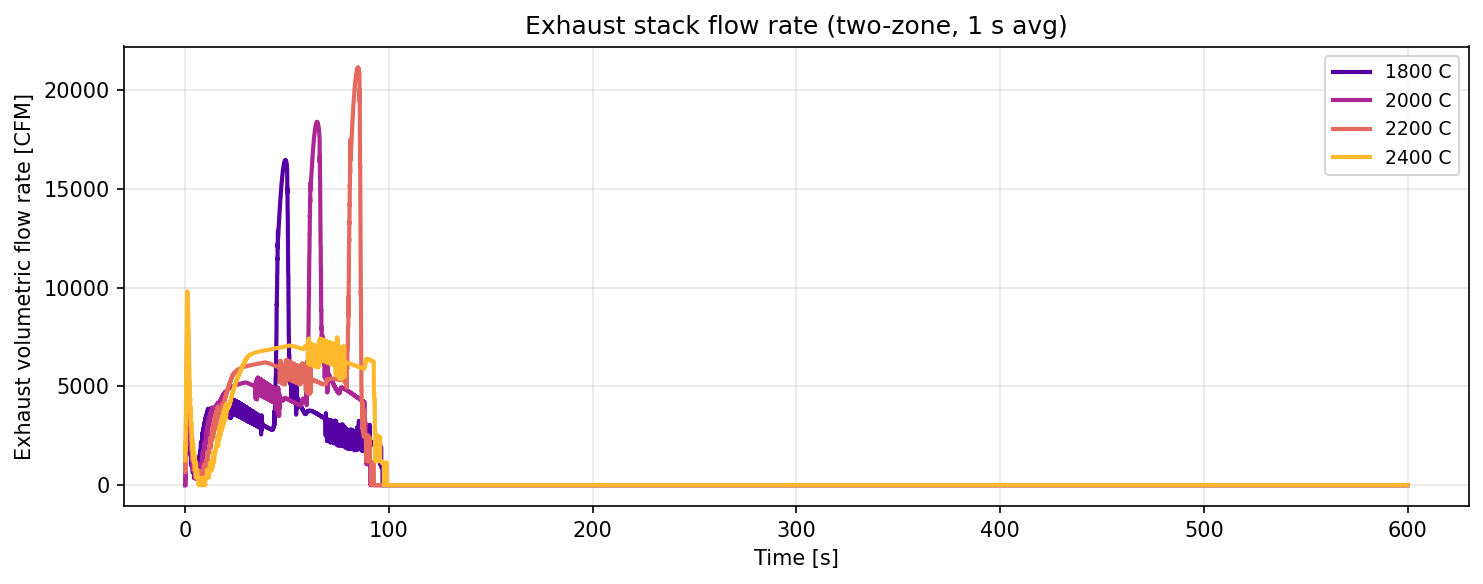 Exhaust stack flow rate (two-zone, 1 s avg)
Exhaust volumetric flow rate [CFM]
20000
15000
10000
5000
0
1800 C
2000 C
2200 C
2400 C
0
100
200
300
400
500
600
Time [s]